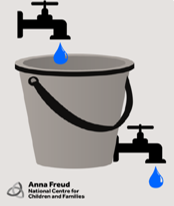 Anna Freud
National Centre for
Children and Families